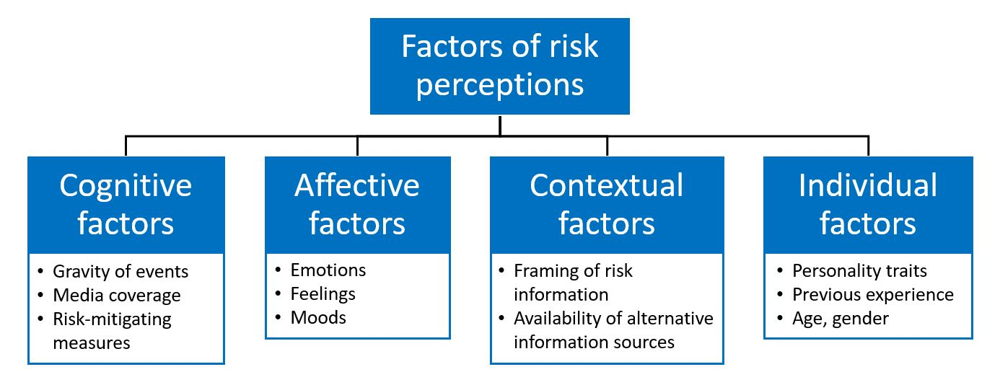 Factors of risk
perceptions
Cognitive
factors
• Gravity of events
• Media coverage
• Risk-mitigating
measures
Affective
factors
• Emotions
• Feelings
• Moods
Contextual
factors
• Framing of risk
information
• Availability of alternative
information sources
Individual
factors
• Personality traits
• Previous experience
• Age, gender